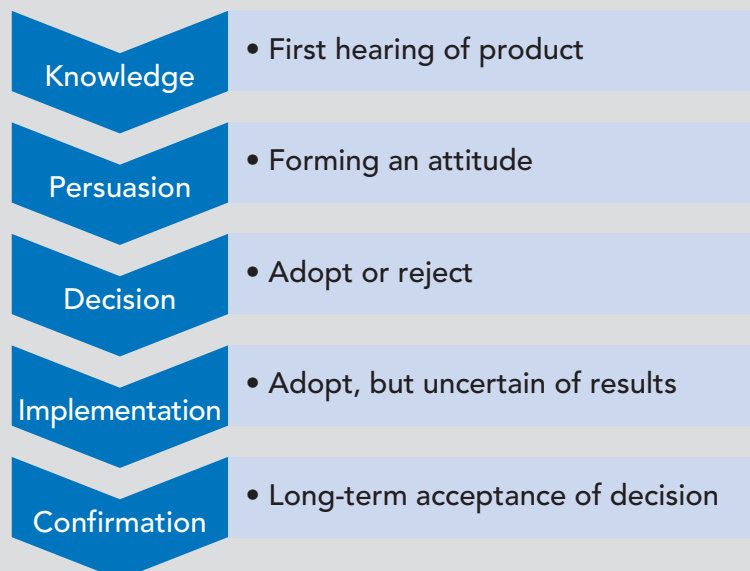 Knowledge
• First hearing of product
Persuasion
• Forming an attitude
Decision
• Adopt or reject
Implementation
• Adopt, but uncertain of results
Confirmation
• Long-term acceptance of decision